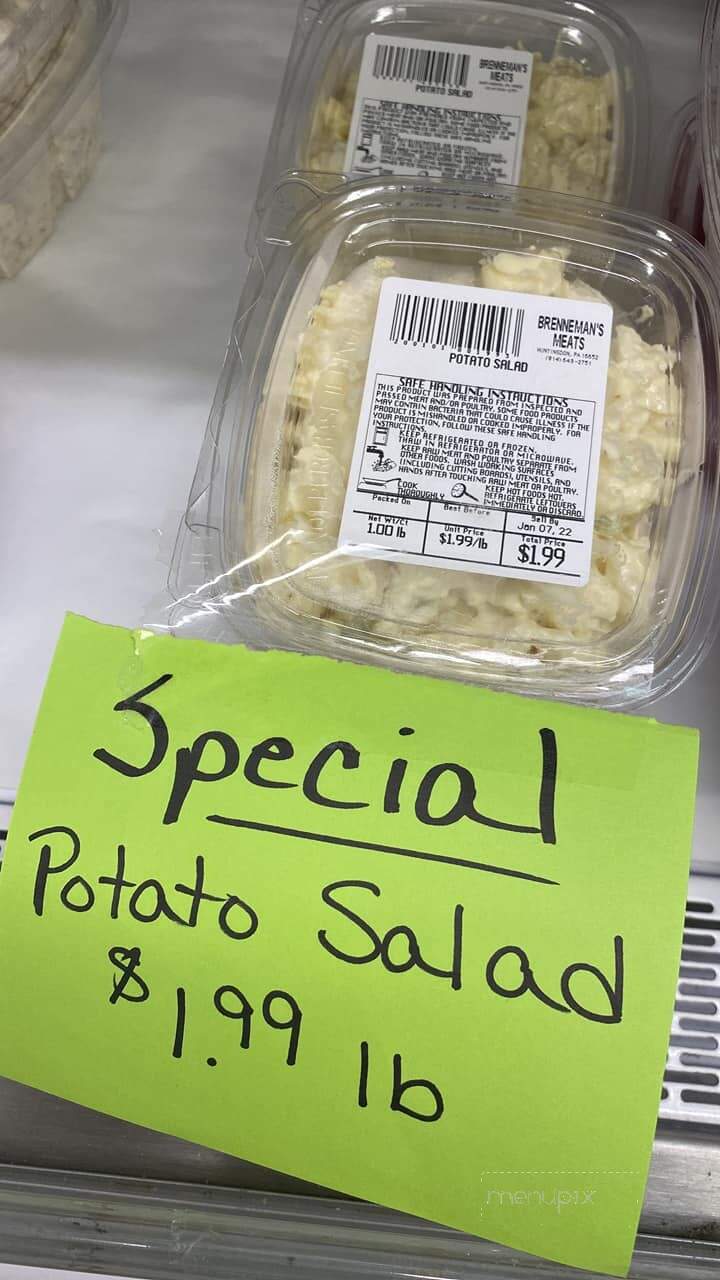 BRENNEMAN'S
MEATS
POTATO SALAD
SAFE HANDLING INSTRUCTIONS
BRENNEMAN'S
MEATS
HUNTINGDON, PA 16652
POTATO SALAD
SAFE HANDLING INSTRUCTIONS
THIS PRODUCT WAS PREPARED FROM INSPECTED AND
PASSED MEAT AND/OR POULTRY. SOME FOOD PRODUCTS
MAY CONTAIN BACTERIA THAT COULD CAUSE ILLNESS IF THE
PRODUCT IS MISHANDLED OR COOKED IMPROPERLY. FOR
YOUR PROTECTION, FOLLOW THESE SAFE HANDLING
INSTRUCTIONS.
KEEP REFRIGERATED OR FROZEN.
THAW IN REFRIGERATOR OR MICROWAVE.
KEEP RAW MEAT AND POULTRY SEPARATE FROM
OTHER FOODS. WASH WORKING SURFACES
(INCLUDING CUTTING BOARDS), UTENSILS, AND
HANDS AFTER TOUCHING RAW MEAT OR POULTRY.
COOK
THOROUGHLY
KEEP HOT FOODS HOT.
REFRIGERATE LEFTOVERS
IMMEDIATELY OR DISCARD.
Packed On
Best Before
Sell By
Jan 07, 22
Net Wt/Ct
1.00 lb
Unit Price
$1.99/lb
Total Price
$1.99
Special
Potato Salad
$1.99 lb
menupix